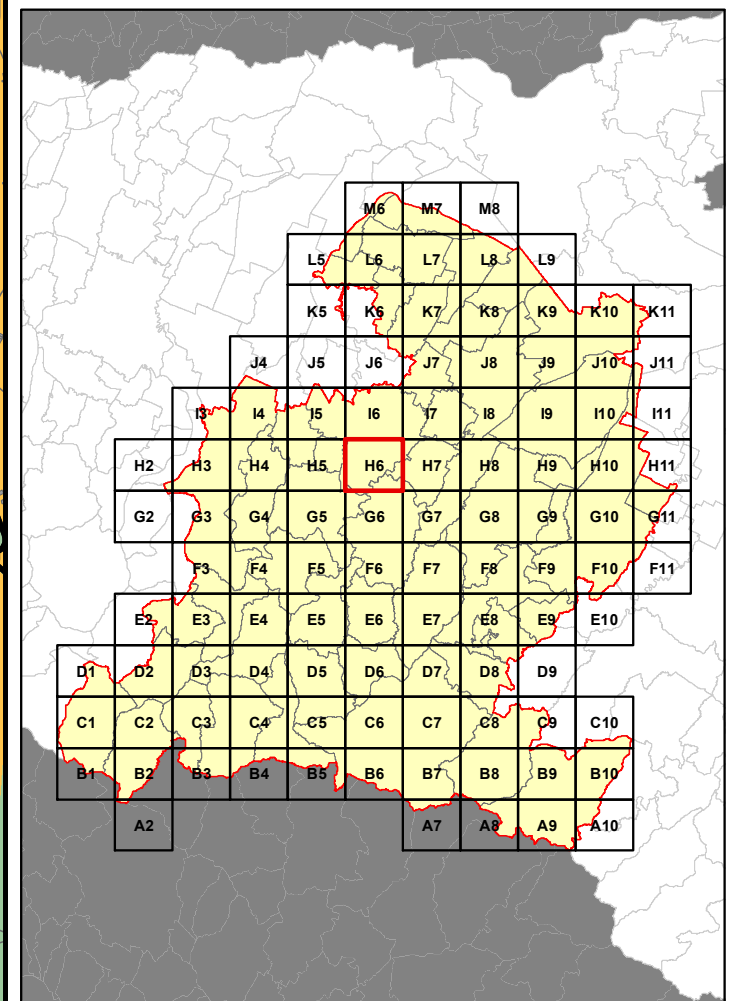 M6 M7 M8
L5 L6 L7 L8 L9
K5 K6 K7 K8 K9 K10 K11
J4 J5 J6 J7 J8 J9 J10 J11
I3 I4 I5 I6 I7 I8 I9 I10 I11
H2 H3 H4 H5 H6 H7 H8 H9 H10 H11
G2 G3 G4 G5 G6 G7 G8 G9 G10 G11
F3 F4 F5 F6 F7 F8 F9 F10 F11
E2 E3 E4 E5 E6 E7 E8 E9 E10
D1 D2 D3 D4 D5 D6 D7 D8 D9
C1 C2 C3 C4 C5 C6 C7 C8 C9 C10
B1 B2 B3 B4 B5 B6 B7 B8 B9 B10
A2 A7 A8 A9 A10